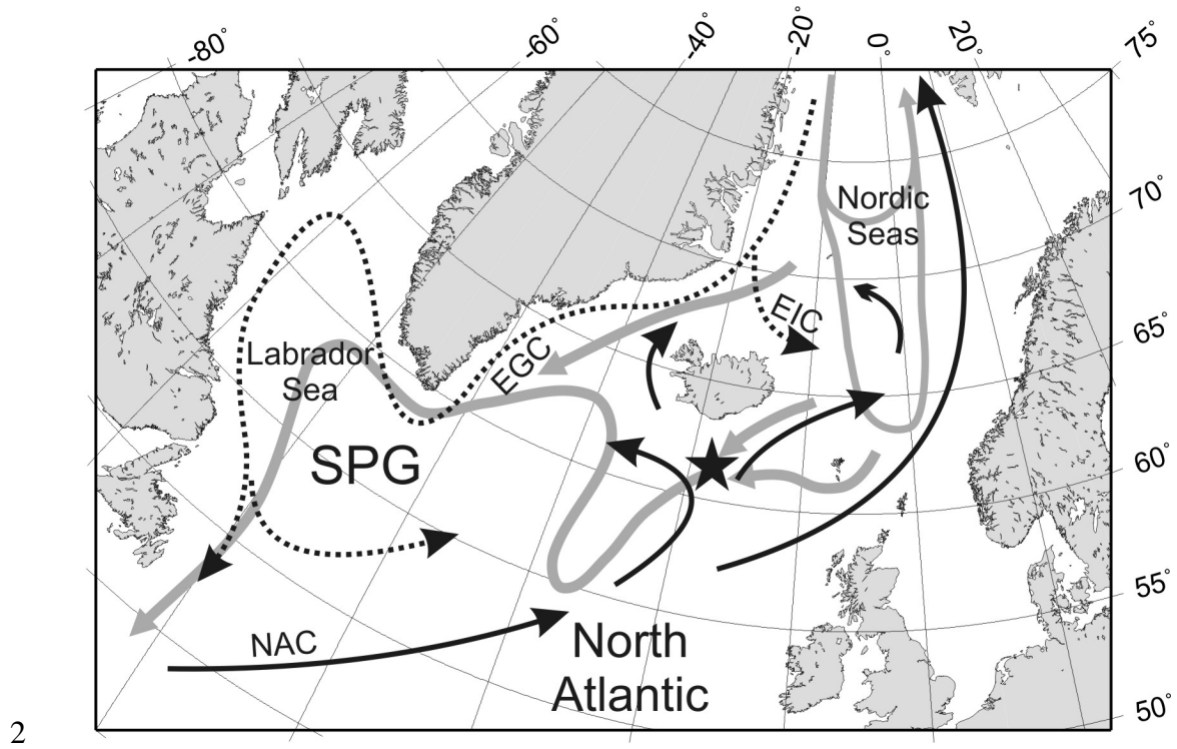 -80°
-60°
-40°
-20°
0°
20°
75°
70°
65°
60°
55°
50°
Nordic
Seas
EIC
EGC
Labrador
Sea
SPG
NAC
North
Atlantic
2